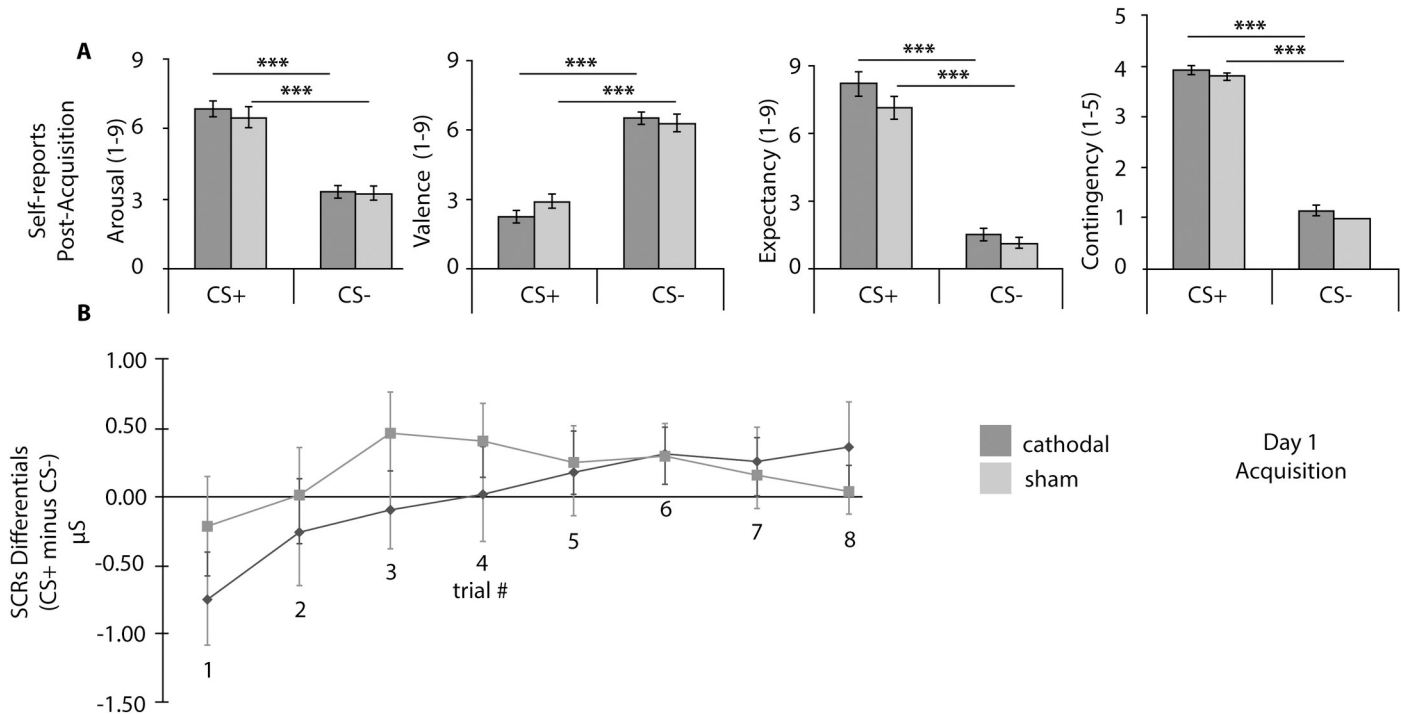 A
Self-reports
Post-Acquisition
Arousal (1-9)
9
6
3
0
***
***
CS+
CS-
Valence (1-9)
9
6
3
0
***
***
CS+
CS-
Expectancy (1-9)
9
6
3
0
***
***
CS+
CS-
Contingency (1-5)
5
4
3
2
1
0
***
***
CS+
CS-
B
SCRs Differentials
(CS+ minus CS-)
µS
1.00
0.50
0.00
-0.50
-1.00
-1.50
1
2
3
4
5
6
7
8
trial #
cathodal
sham
Day 1
Acquisition